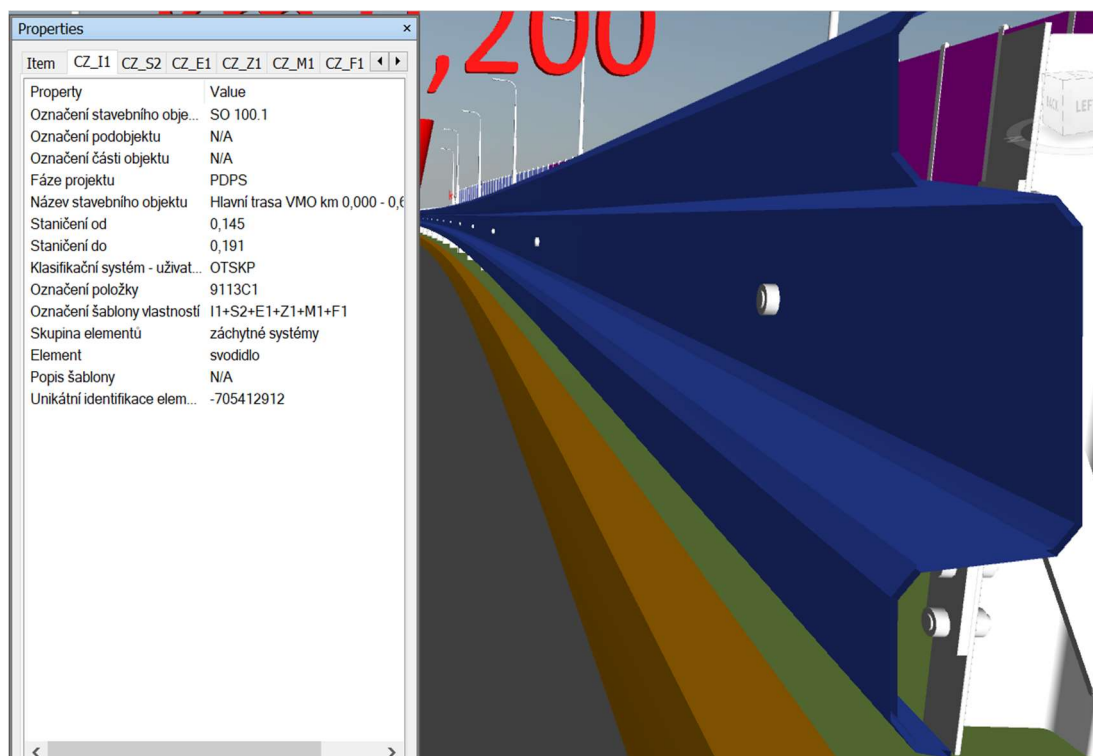 Properties ×
Item CZ_I1 CZ_S2 CZ_E1 CZ_Z1 CZ_M1 CZ_F1
Property Value
Označení stavebního obje... SO 100.1
Označení podobjektu N/A
Označení části objektu N/A
Fáze projektu PDPS
Název stavebního objektu Hlavní trasa VMO km 0,000 - 0,6
Staničení od 0,145
Staničení do 0,191
Klasifikační systém - uživat... OTSKP
Označení položky 9113C1
Označení šablony vlastností I1+S2+E1+Z1+M1+F1
Skupina elementů záchytné systémy
Element svodidlo
Popis šablony N/A
Unikátní identifikace elem... -705412912
,200
BACK LEF